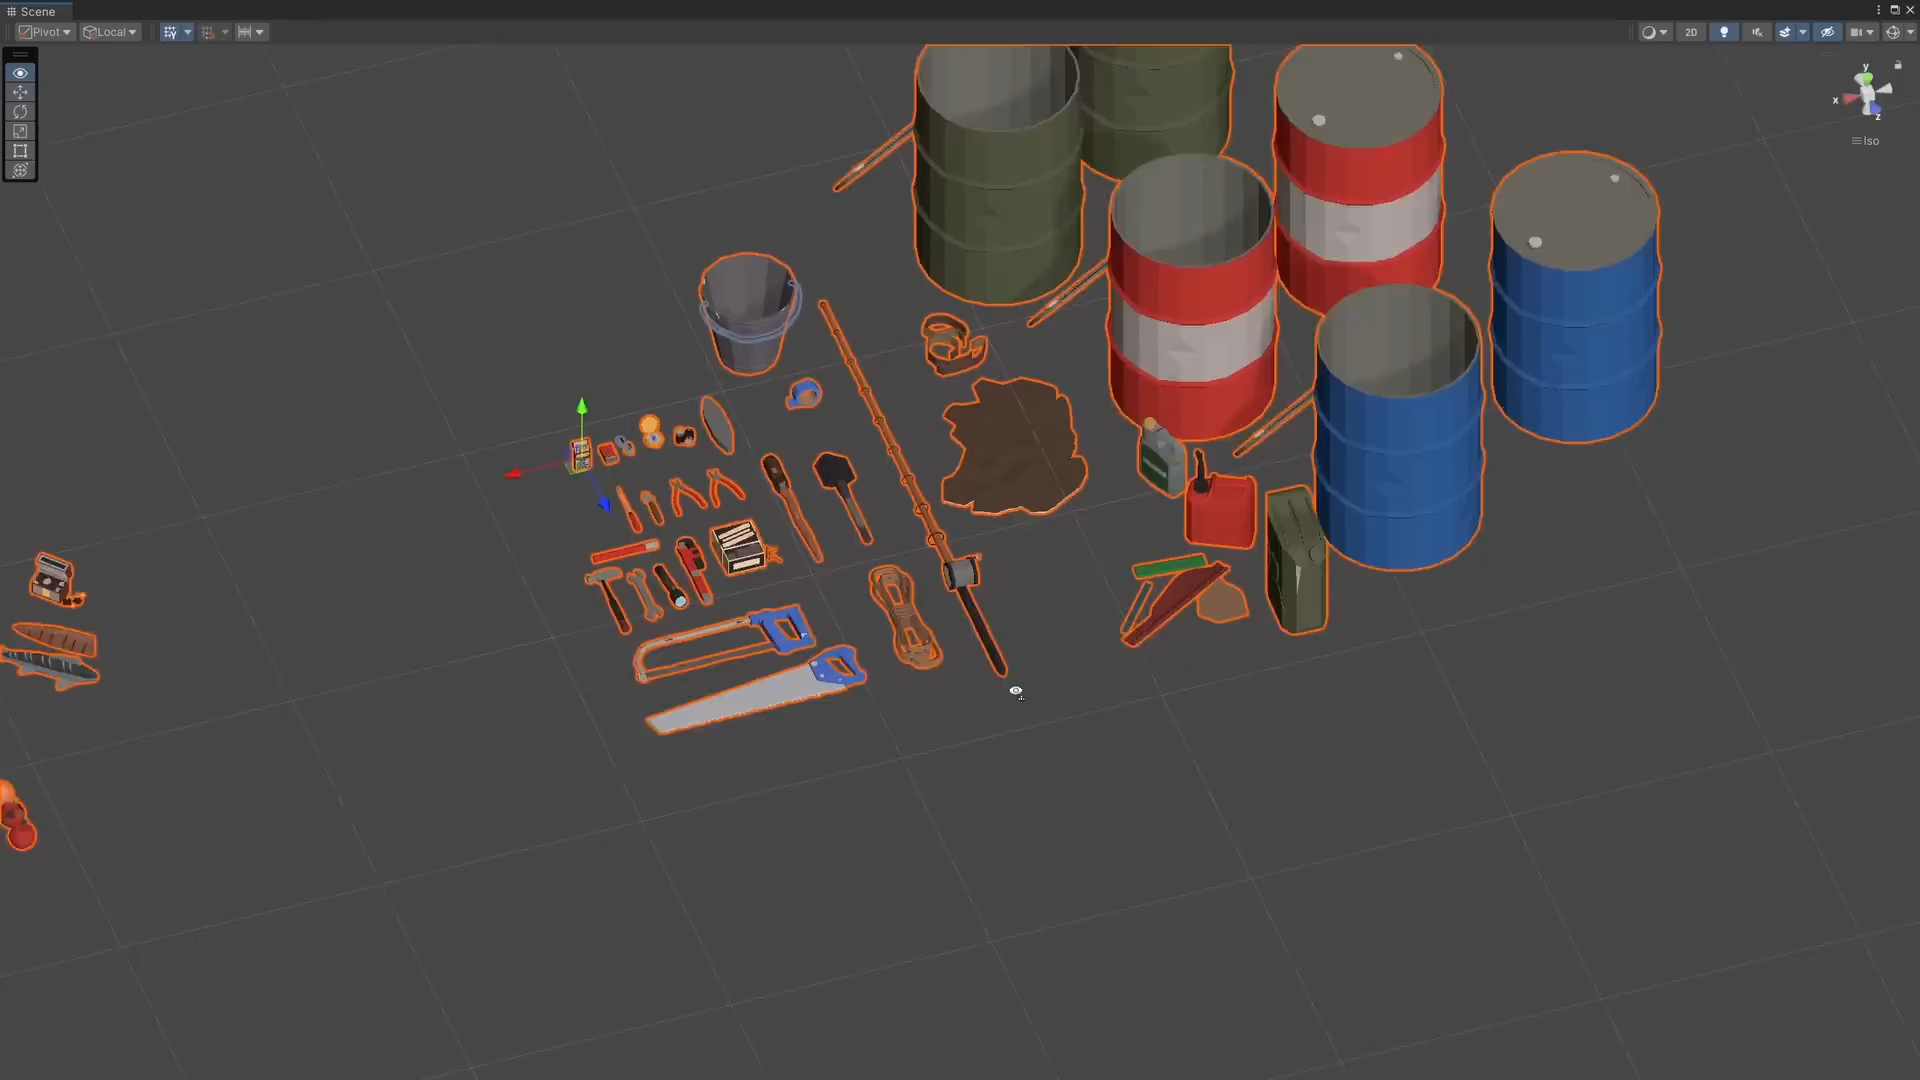 Scene
Pivot Local 2D
y
x
z
Iso